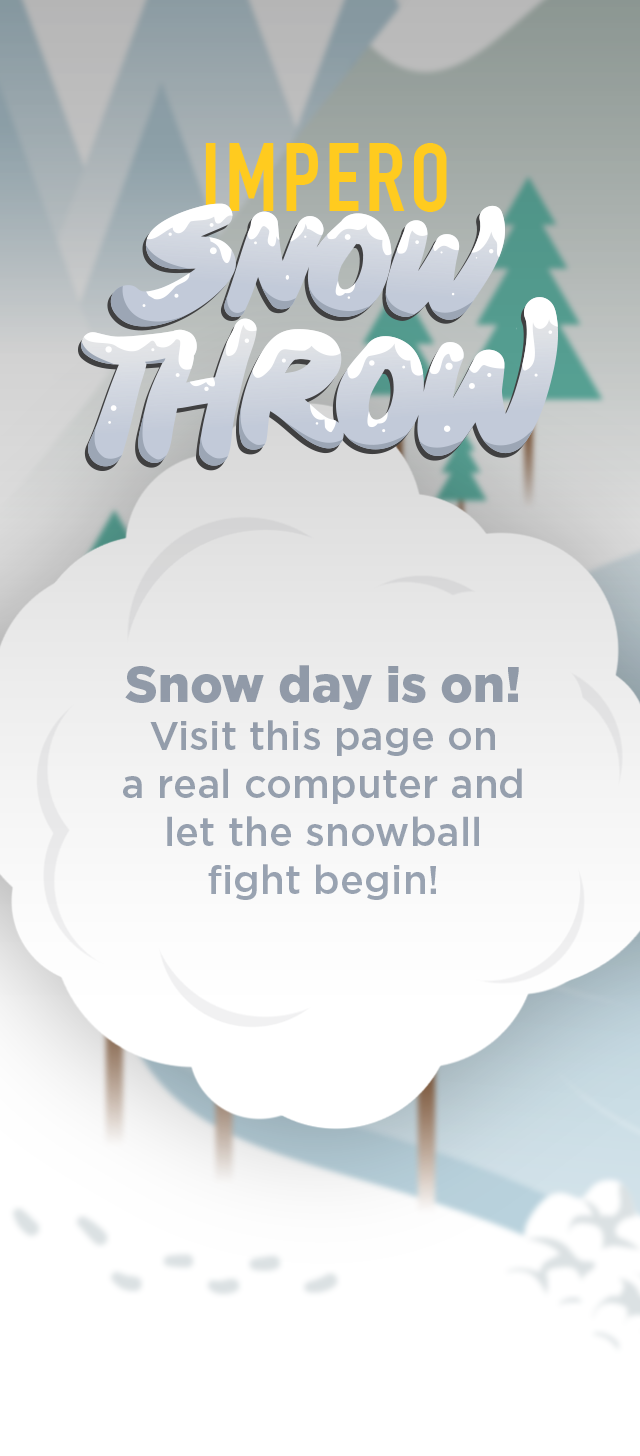 IMPERO
SNOW
THROW
Snow day is on!
Visit this page on
a real computer and
let the snowball
fight begin!